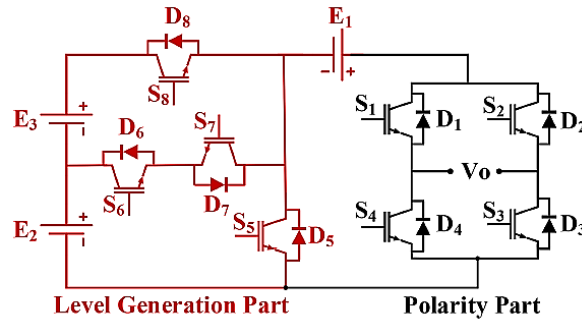 D8
E1
- +
S8
+
E3
D6
S7
S1
D1
S2
D2
Vo
+
E2
S6
D7
S5
D5
S4
D4
S3
D3
Level Generation Part
Polarity Part